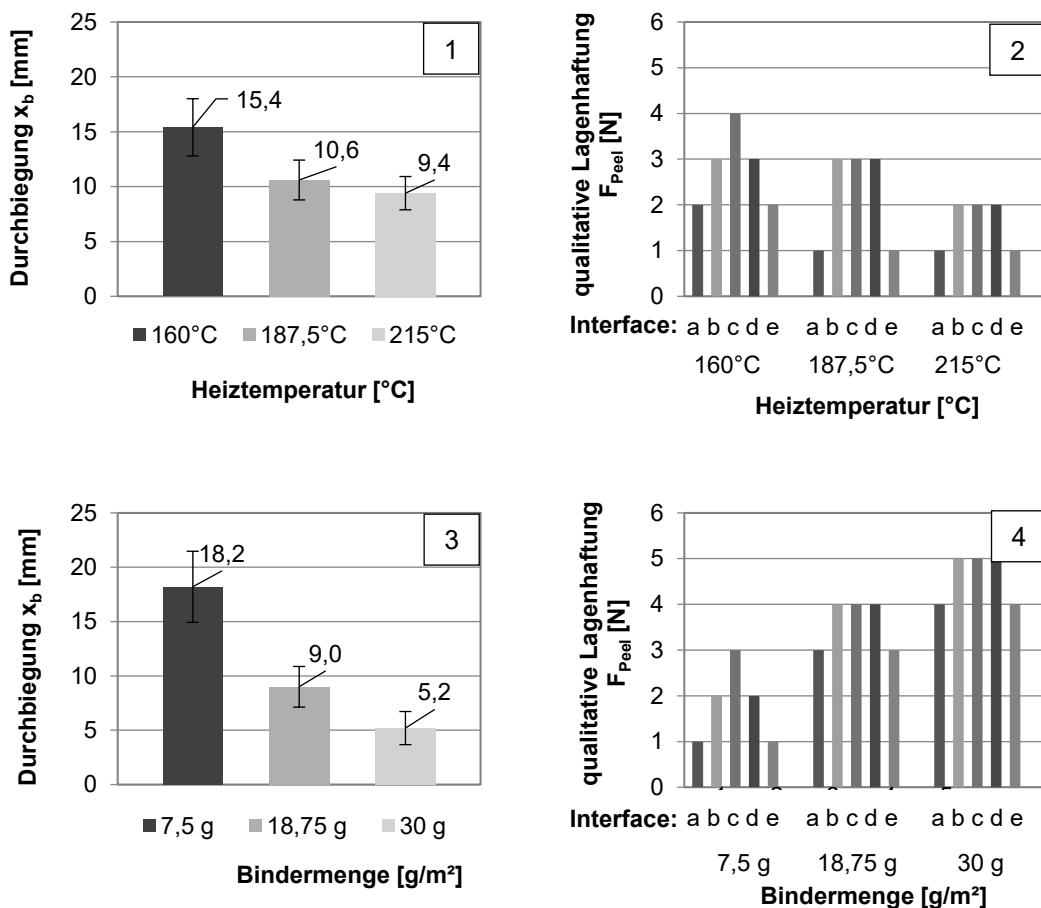 1
Durchbiegung x_b [mm]
25
20
15
10
5
0
15,4
10,6
9,4
160°C 187,5°C 215°C
Heiztemperatur [°C]
2
qualitative Lagenhaftung
F_Peel [N]
6
5
4
3
2
1
0
Interface: a b c d e a b c d e a b c d e
160°C 187,5°C 215°C
Heiztemperatur [°C]
3
Durchbiegung x_b [mm]
25
20
15
10
5
0
18,2
9,0
5,2
7,5 g 18,75 g 30 g
Bindermenge [g/m²]
4
qualitative Lagenhaftung
F_Peel [N]
6
5
4
3
2
1
0
Interface: a b c d e a b c d e a b c d e
7,5 g 18,75 g 30 g
Bindermenge [g/m²]